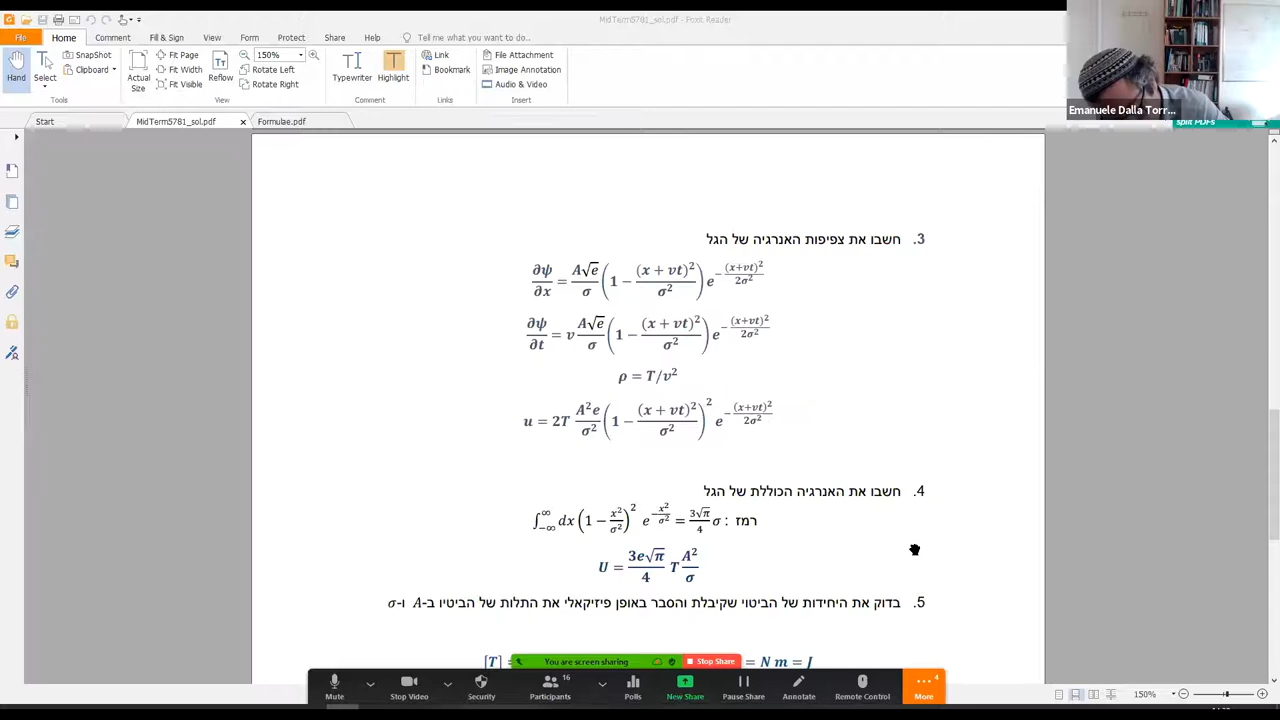 MidTerm5781_sol.pdf - Foxit Reader
File Home Comment Fill & Sign View Form Protect Share Help Tell me what you want to do...
Hand
Select
SnapShot
Clipboard
Tools
Actual Size
Fit Page
Fit Width
Fit Visible
Reflow
150%
Rotate Left
Rotate Right
View
Typewriter
Highlight
Comment
Link
Bookmark
Links
File Attachment
Image Annotation
Audio & Video
Insert
Emanuele Dalla Torr...
split PDFs
Start MidTerm5781_sol.pdf Formulae.pdf
3. חשבו את צפיפות האנרגיה של הגל
∂ψ/∂x = A√e/σ (1 − (x + vt)²/σ²) e^{−(x+vt)²/2σ²}
∂ψ/∂t = v A√e/σ (1 − (x + vt)²/σ²) e^{−(x+vt)²/2σ²}
ρ = T/v²
u = 2T A²e/σ² (1 − (x + vt)²/σ²)² e^{−(x+vt)²/2σ²}
4. חשבו את האנרגיה הכוללת של הגל
רמז : ∫_{−∞}^{∞} dx (1 − x²/σ²)² e^{−x²/σ²} = 3√π/4 σ
U = 3e√π/4 T A²/σ
5. בדוק את היחידות של הביטוי שקיבלת והסבר באופן פיזיקאלי את התלות של הביטיו ב-A ו-σ
[T] = N m = J
You are screen sharing Stop Share
Mute Stop Video Security Participants 16 Polls New Share Pause Share Annotate Remote Control More 4
150%